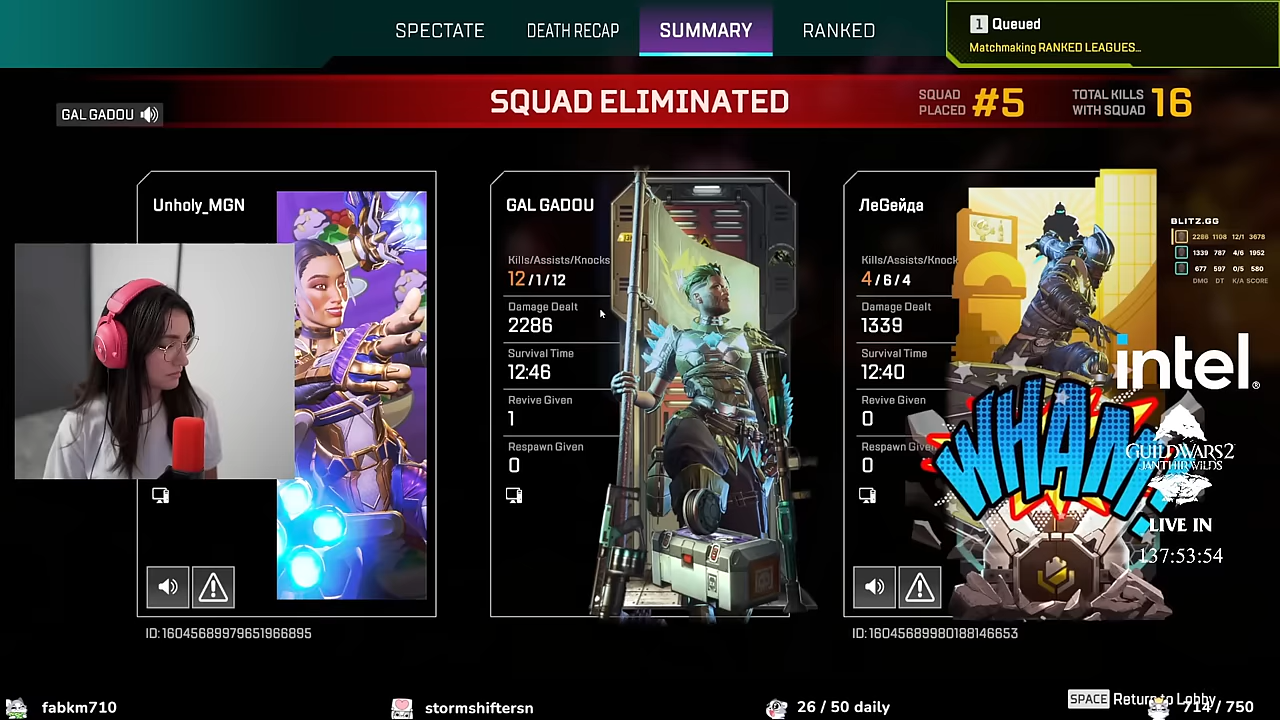 SPECTATE
DEATH RECAP
SUMMARY
RANKED
1 Queued
Matchmaking RANKED LEAGUES...
GAL GADOU
SQUAD ELIMINATED
SQUAD PLACED #5
TOTAL KILLS WITH SQUAD 16
Unholy_MGN
GAL GADOU
Kills/Assists/Knocks
12/1/12
Damage Dealt
2286
Survival Time
12:46
Revive Given
1
Respawn Given
0
ЛеGейда
Kills/Assists/Knock
4/6/4
Damage Dealt
1339
Survival Time
12:40
Revive Given
0
Respawn Given
0
BLITZ.GG
2286 1108 12/1 3678
1339 787 4/6 1952
677 597 0/5 580
DMG DT K/A SCORE
intel
WHAM
GUILD WARS 2
JANTHIR WILDS
LIVE IN
137:53:54
ID:16045689979651966895
ID:16045689980188146653
SPACE Return to Lobby
fabkm710
stormshiftersn
26 / 50 daily
714 / 750